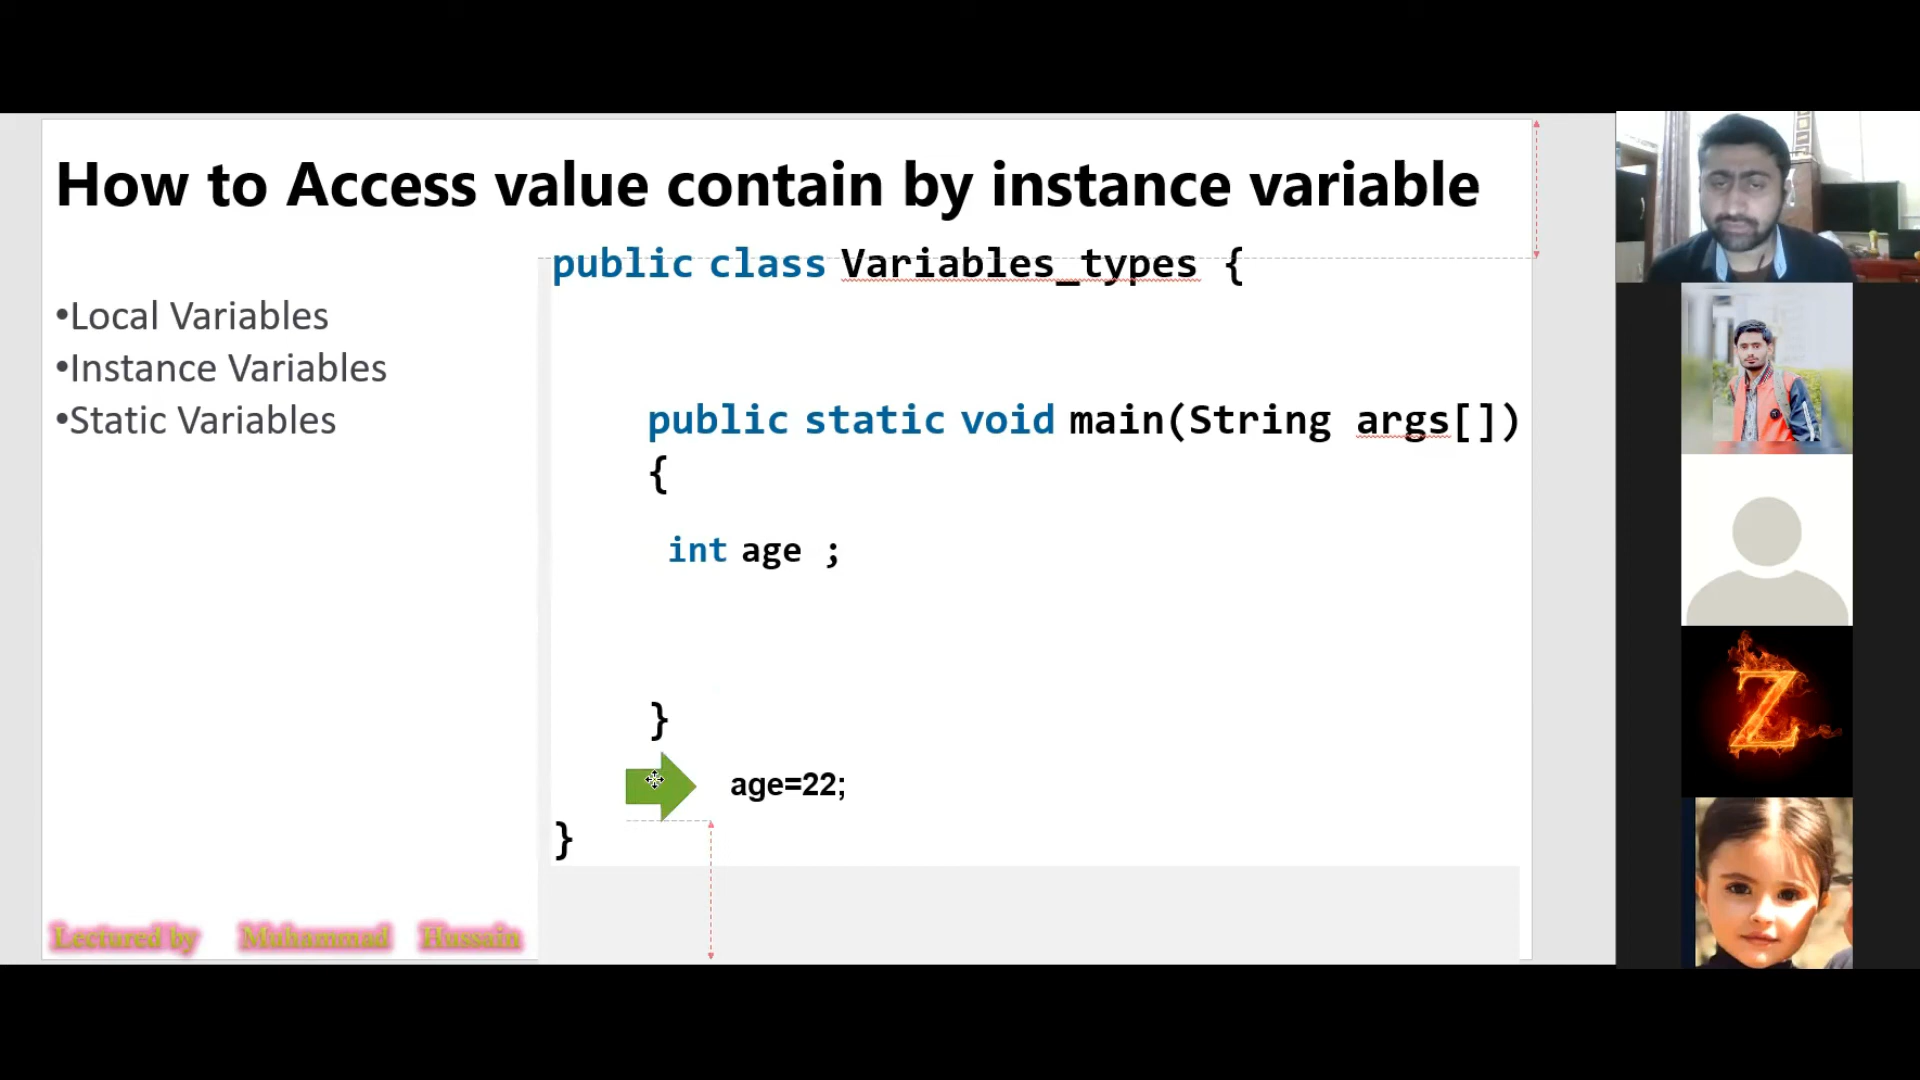 How to Access value contain by instance variable
•Local Variables
•Instance Variables
•Static Variables
public class Variables_types {
public static void main(String args[])
{
int age ;
}
age=22;
}
Lectured by Muhammad Hussain
Z